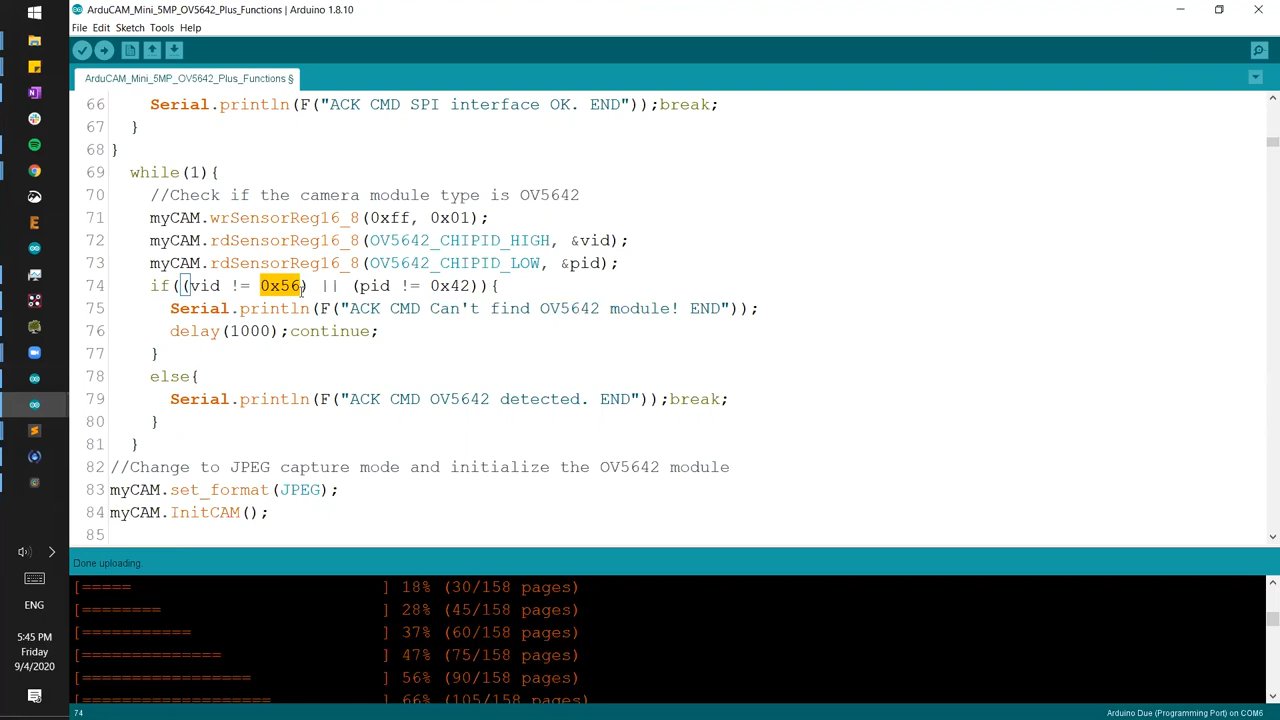 ArduCAM_Mini_5MP_OV5642_Plus_Functions | Arduino 1.8.10
File Edit Sketch Tools Help
ArduCAM_Mini_5MP_OV5642_Plus_Functions §
66 Serial.println(F("ACK CMD SPI interface OK. END"));break;
67 }
68 }
69 while(1){
70 //Check if the camera module type is OV5642
71 myCAM.wrSensorReg16_8(0xff, 0x01);
72 myCAM.rdSensorReg16_8(OV5642_CHIPID_HIGH, &vid);
73 myCAM.rdSensorReg16_8(OV5642_CHIPID_LOW, &pid);
74 if((vid != 0x56) || (pid != 0x42)){
75 Serial.println(F("ACK CMD Can't find OV5642 module! END"));
76 delay(1000);continue;
77 }
78 else{
79 Serial.println(F("ACK CMD OV5642 detected. END"));break;
80 }
81 }
82 //Change to JPEG capture mode and initialize the OV5642 module
83 myCAM.set_format(JPEG);
84 myCAM.InitCAM();
85
Done uploading.
[===== ] 18% (30/158 pages)
[======== ] 28% (45/158 pages)
[=========== ] 37% (60/158 pages)
[============== ] 47% (75/158 pages)
[================= ] 56% (90/158 pages)
[=================== ] 66% (105/158 pages)
74
Arduino Due (Programming Port) on COM6
ENG
5:45 PM
Friday
9/4/2020